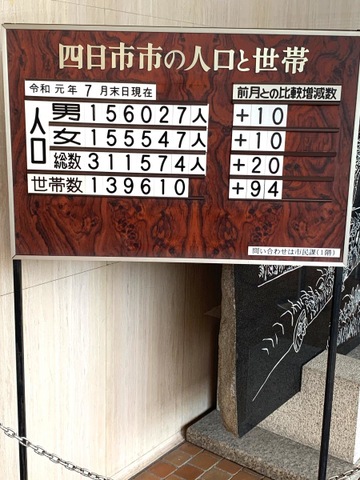 四日市市の人口と世帯
令和 元年 7 月末日現在
前月との比較増減数
人口
男 156027人 +10
女 155547人 +10
総数 311574人 +20
世帯数 139610 +94
問い合わせは市民課(1階)